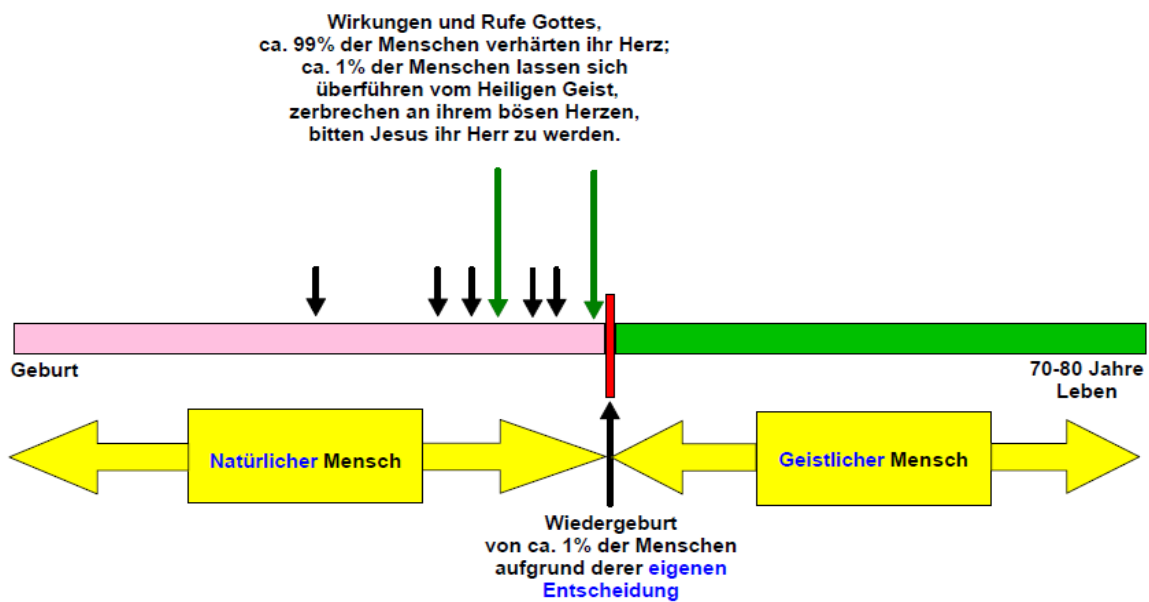 Wirkungen und Rufe Gottes,
ca. 99% der Menschen verhärten ihr Herz;
ca. 1% der Menschen lassen sich
überführen vom Heiligen Geist,
zerbrechen an ihrem bösen Herzen,
bitten Jesus ihr Herr zu werden.
Geburt
70-80 Jahre
Leben
Natürlicher Mensch
Geistlicher Mensch
Wiedergeburt
von ca. 1% der Menschen
aufgrund derer eigenen
Entscheidung